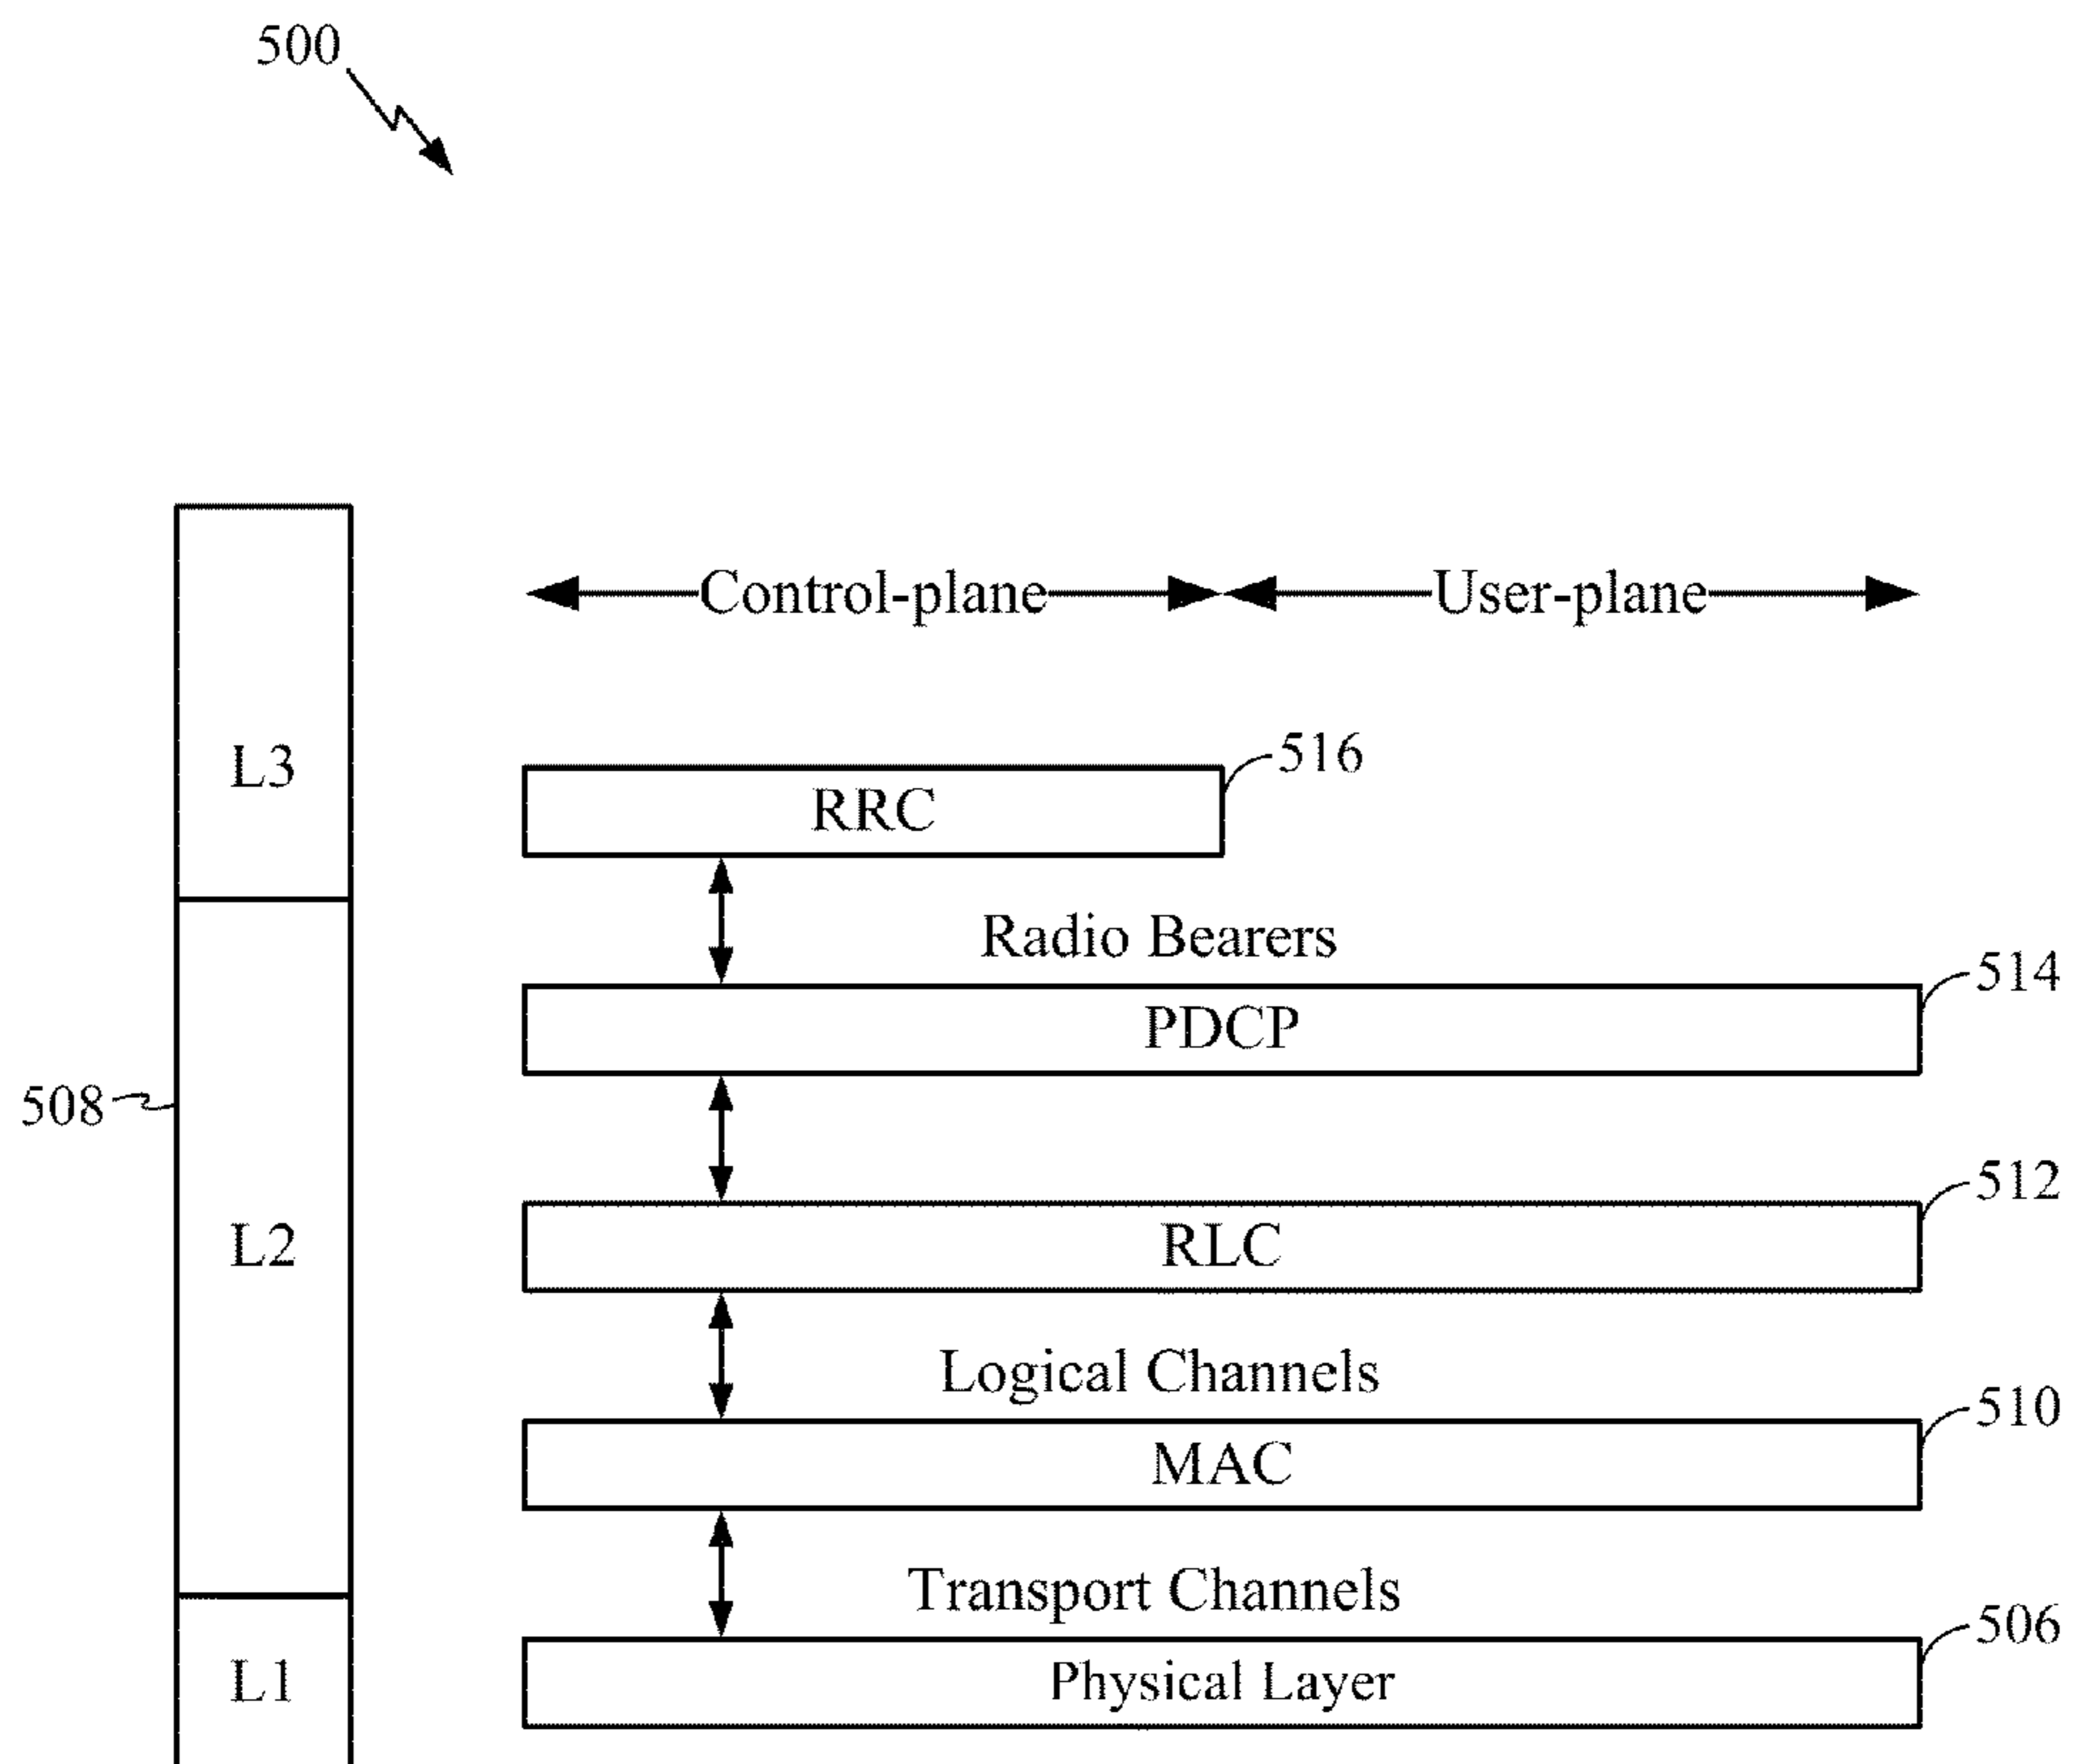 500
Control-plane User-plane
L3
516
RRC
Radio Bearers
514
PDCP
508
512
L2
RLC
Logical Channels
510
MAC
Transport Channels
506
L1
Physical Layer